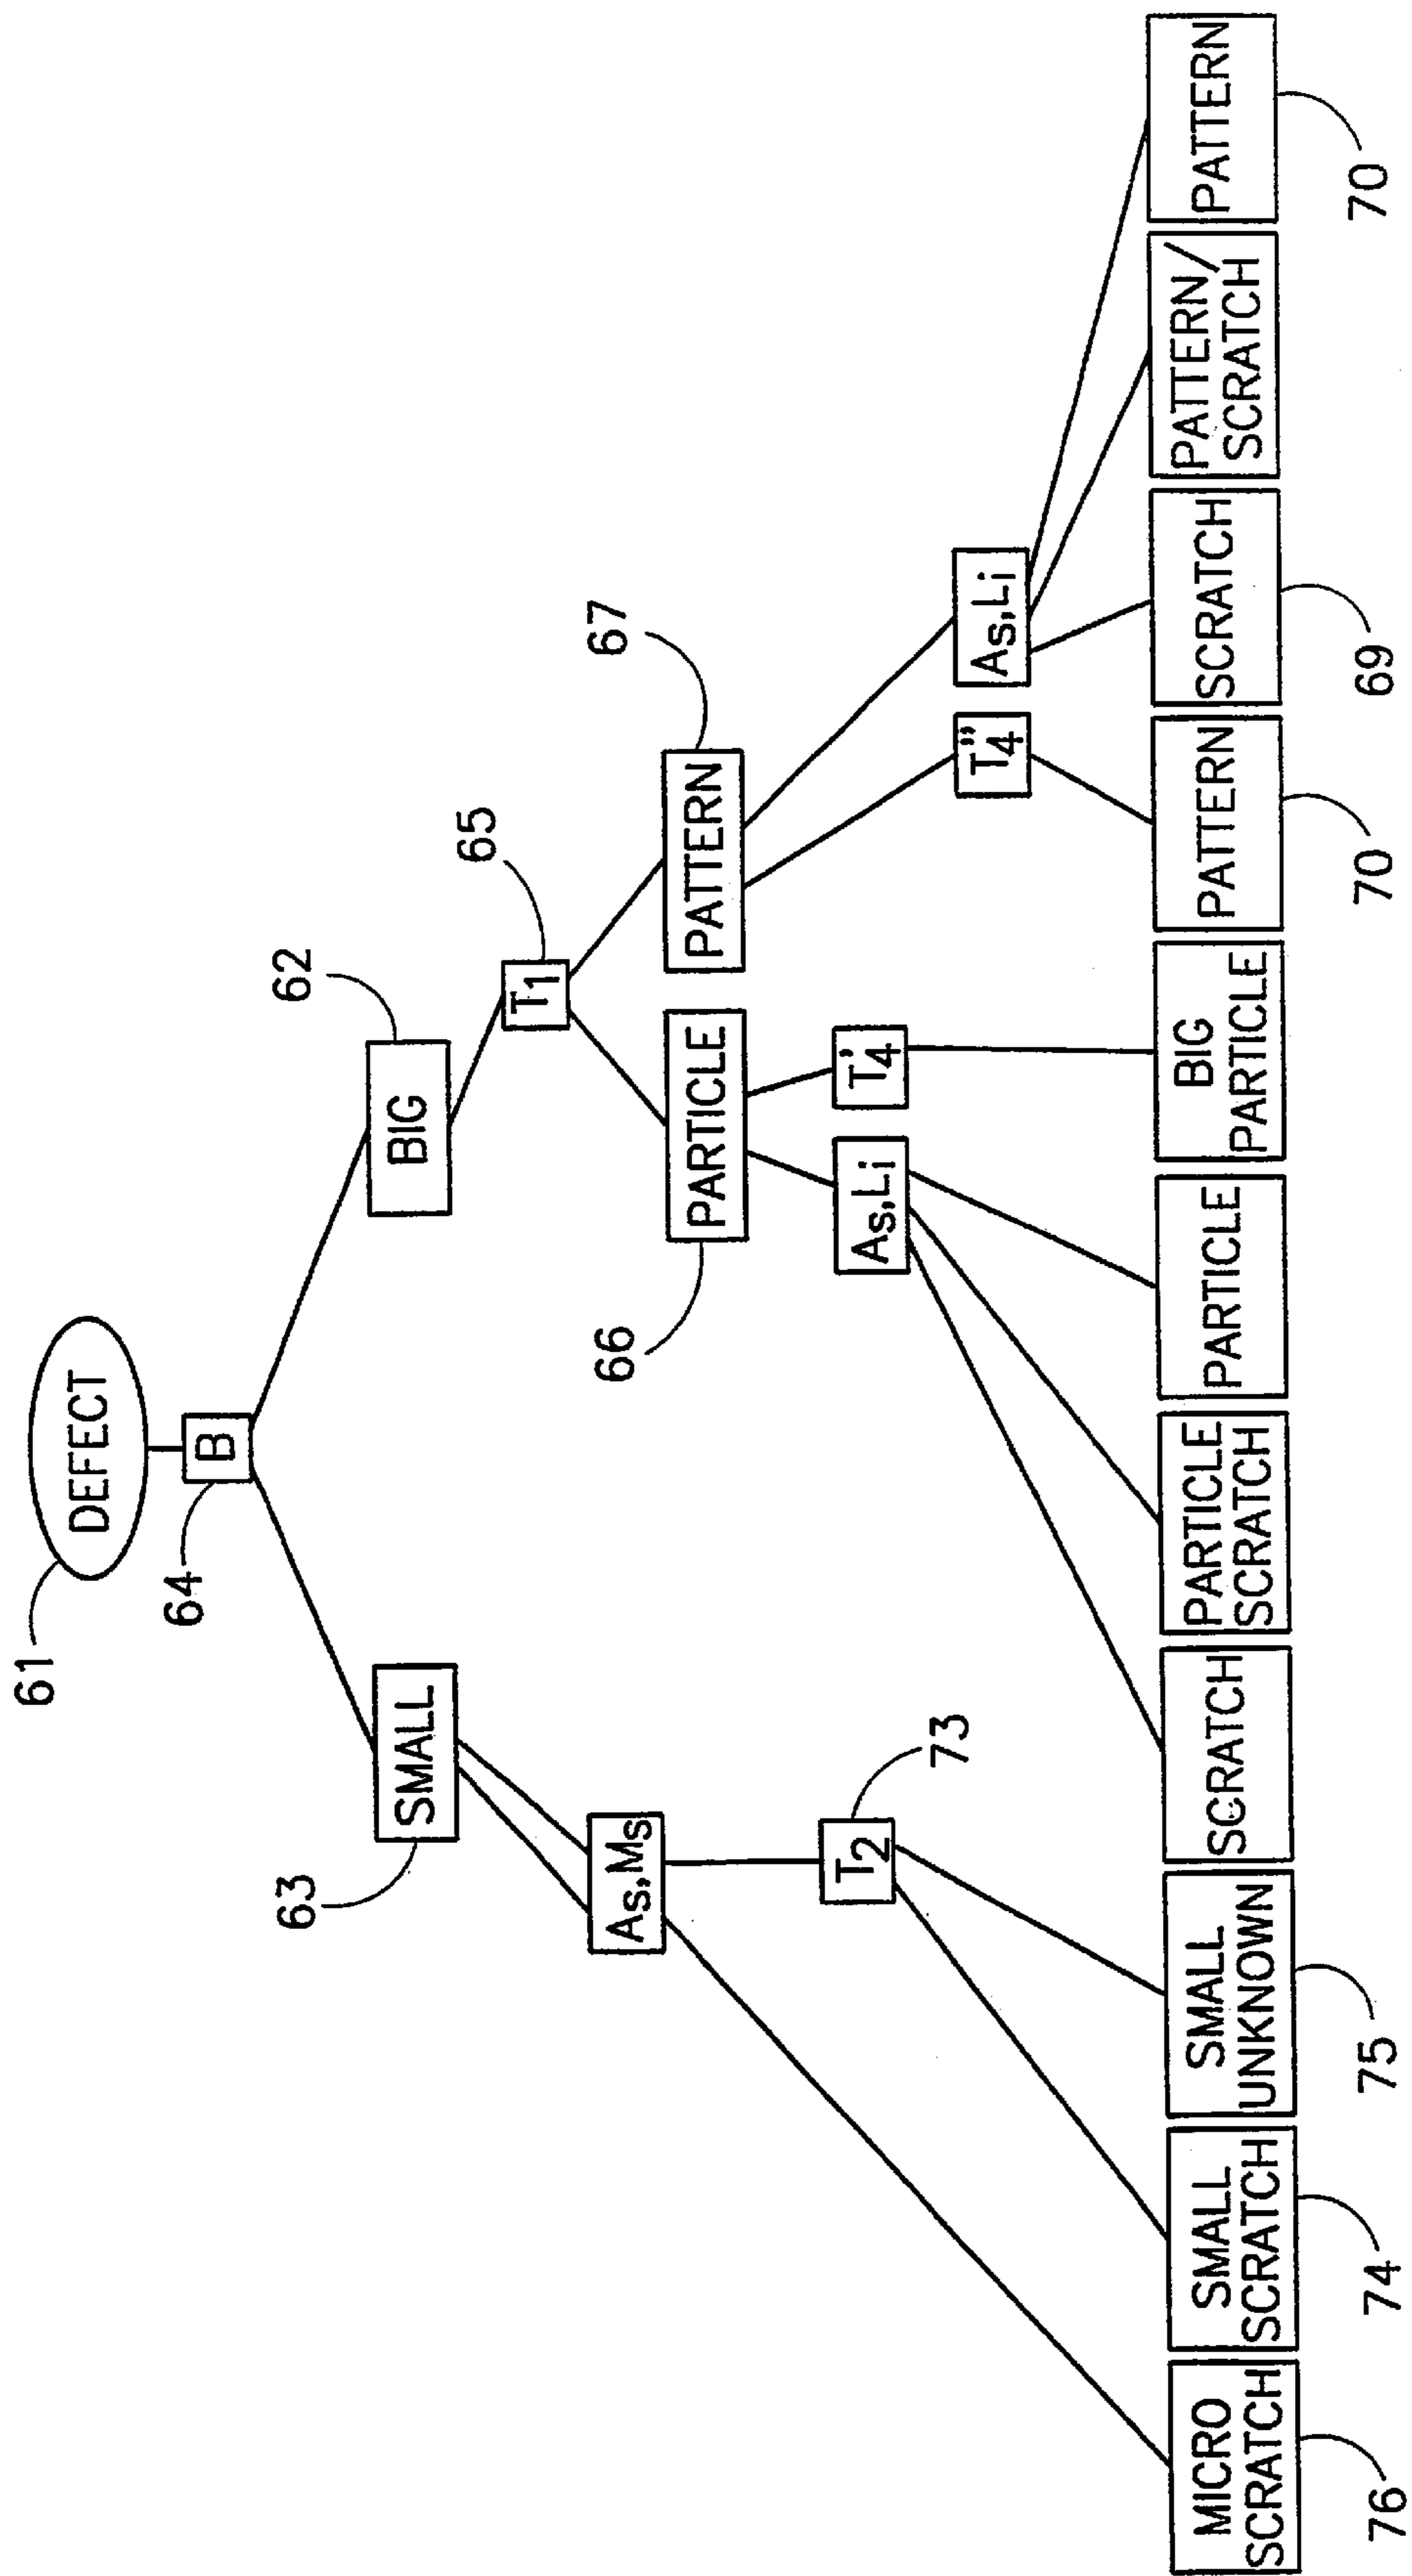 61
DEFECT
64
B
63
SMALL
62
BIG
As,Ms
T1
65
73
T2
66
PARTICLE
PATTERN
67
As,Li
T'4
T"4
As,Li
MICRO
SCRATCH
SMALL
SCRATCH
SMALL
UNKNOWN
SCRATCH
PARTICLE
SCRATCH
PARTICLE
BIG
PARTICLE
PATTERN
SCRATCH
PATTERN/
SCRATCH
PATTERN
76
74
75
70
69
70